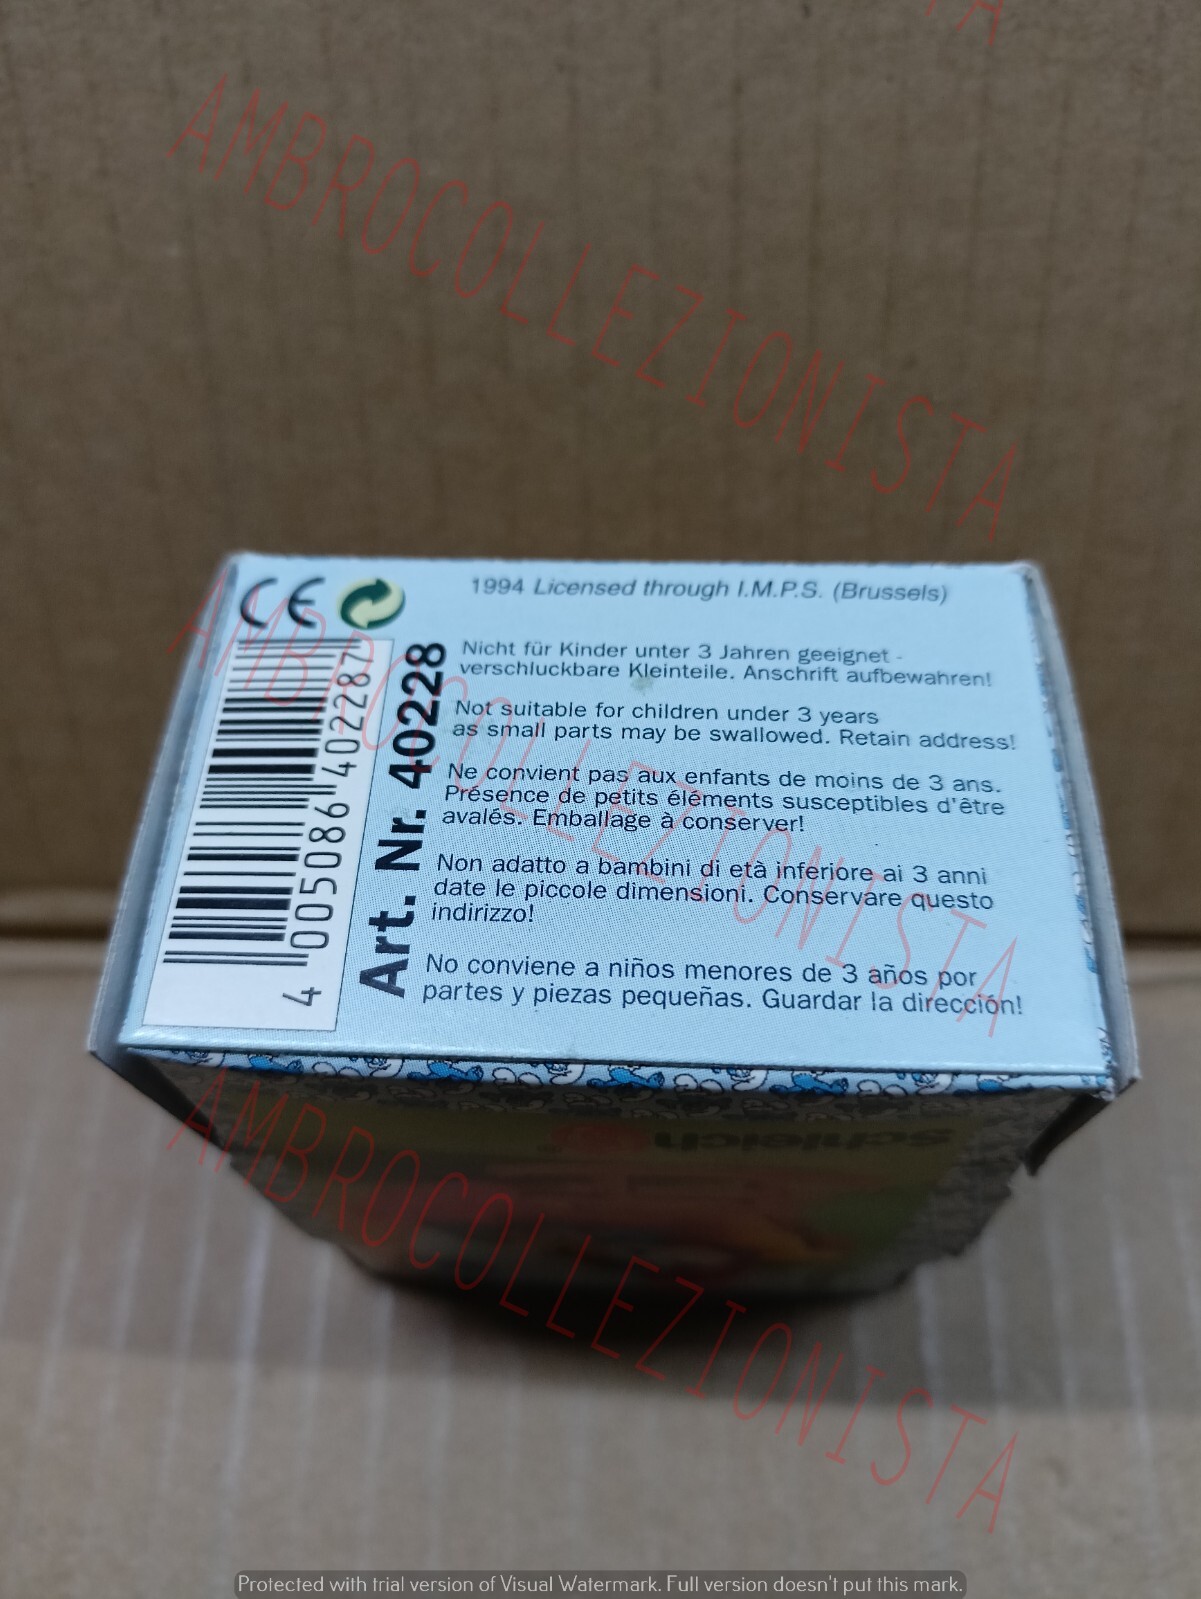 AMBROCOLLEZIONISTA
CE
1994 Licensed through I.M.P.S. (Brussels)
4 005086 402287
Art. Nr. 40228
Nicht für Kinder unter 3 Jahren geeignet -
verschluckbare Kleinteile. Anschrift aufbewahren!
Not suitable for children under 3 years
as small parts may be swallowed. Retain address!
Ne convient pas aux enfants de moins de 3 ans.
Présence de petits éléments susceptibles d'être
avalés. Emballage à conserver!
Non adatto a bambini di età inferiore ai 3 anni
date le piccole dimensioni. Conservare questo
indirizzo!
No conviene a niños menores de 3 años por
partes y piezas pequeñas. Guardar la dirección!
AMBROCOLLEZIONISTA
schleich
AMBROCOLLEZIONISTA
Protected with trial version of Visual Watermark. Full version doesn't put this mark.